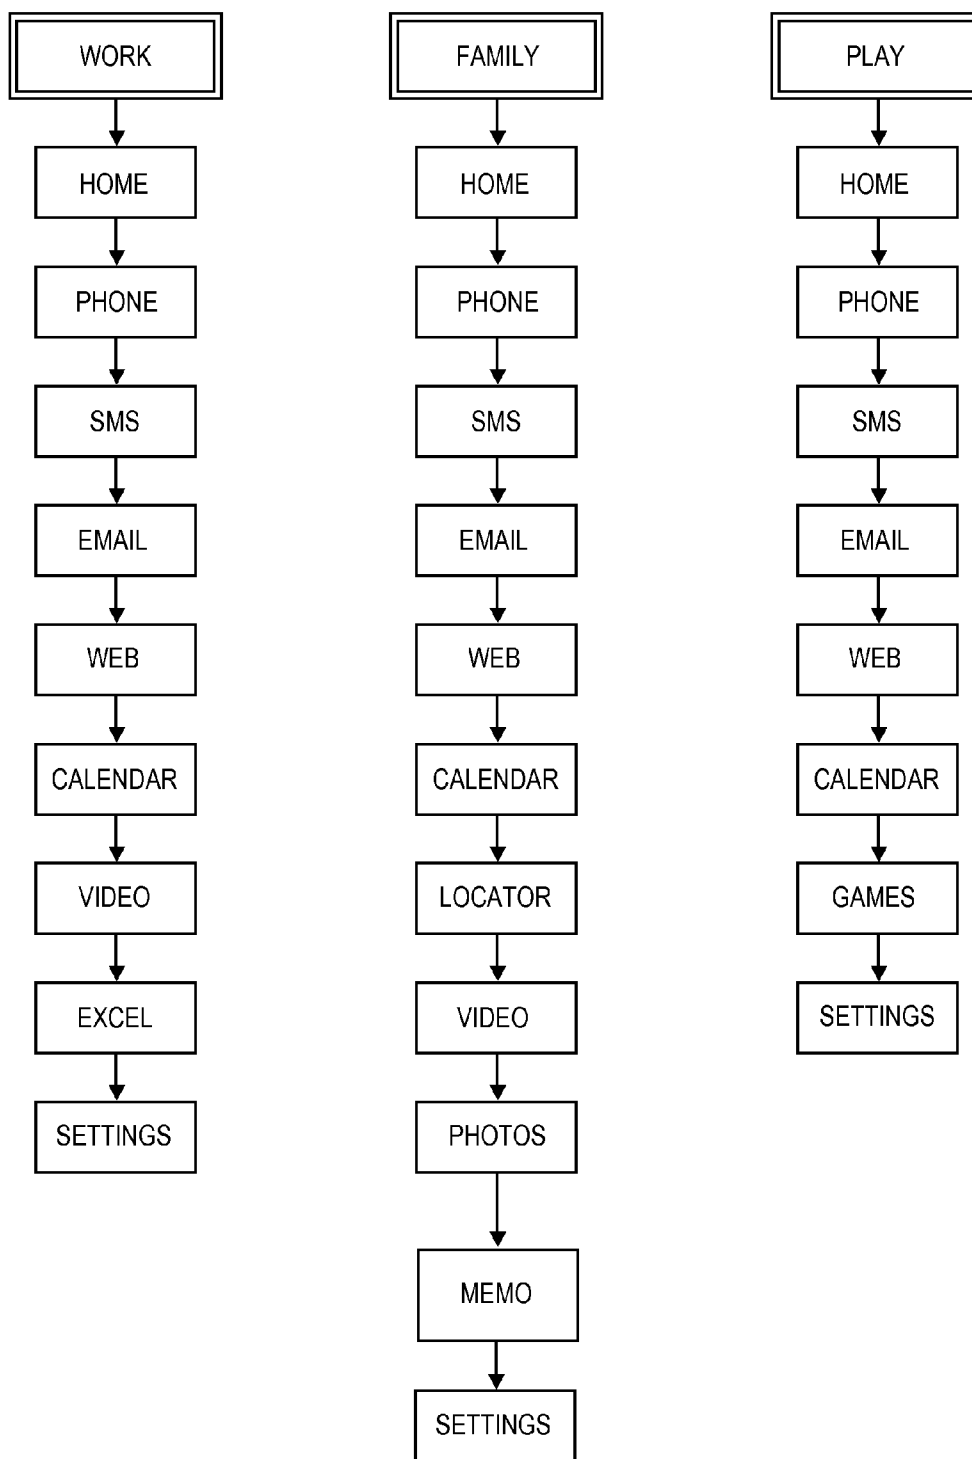 WORK
HOME
PHONE
SMS
EMAIL
WEB
CALENDAR
VIDEO
EXCEL
SETTINGS
FAMILY
HOME
PHONE
SMS
EMAIL
WEB
CALENDAR
LOCATOR
VIDEO
PHOTOS
MEMO
SETTINGS
PLAY
HOME
PHONE
SMS
EMAIL
WEB
CALENDAR
GAMES
SETTINGS